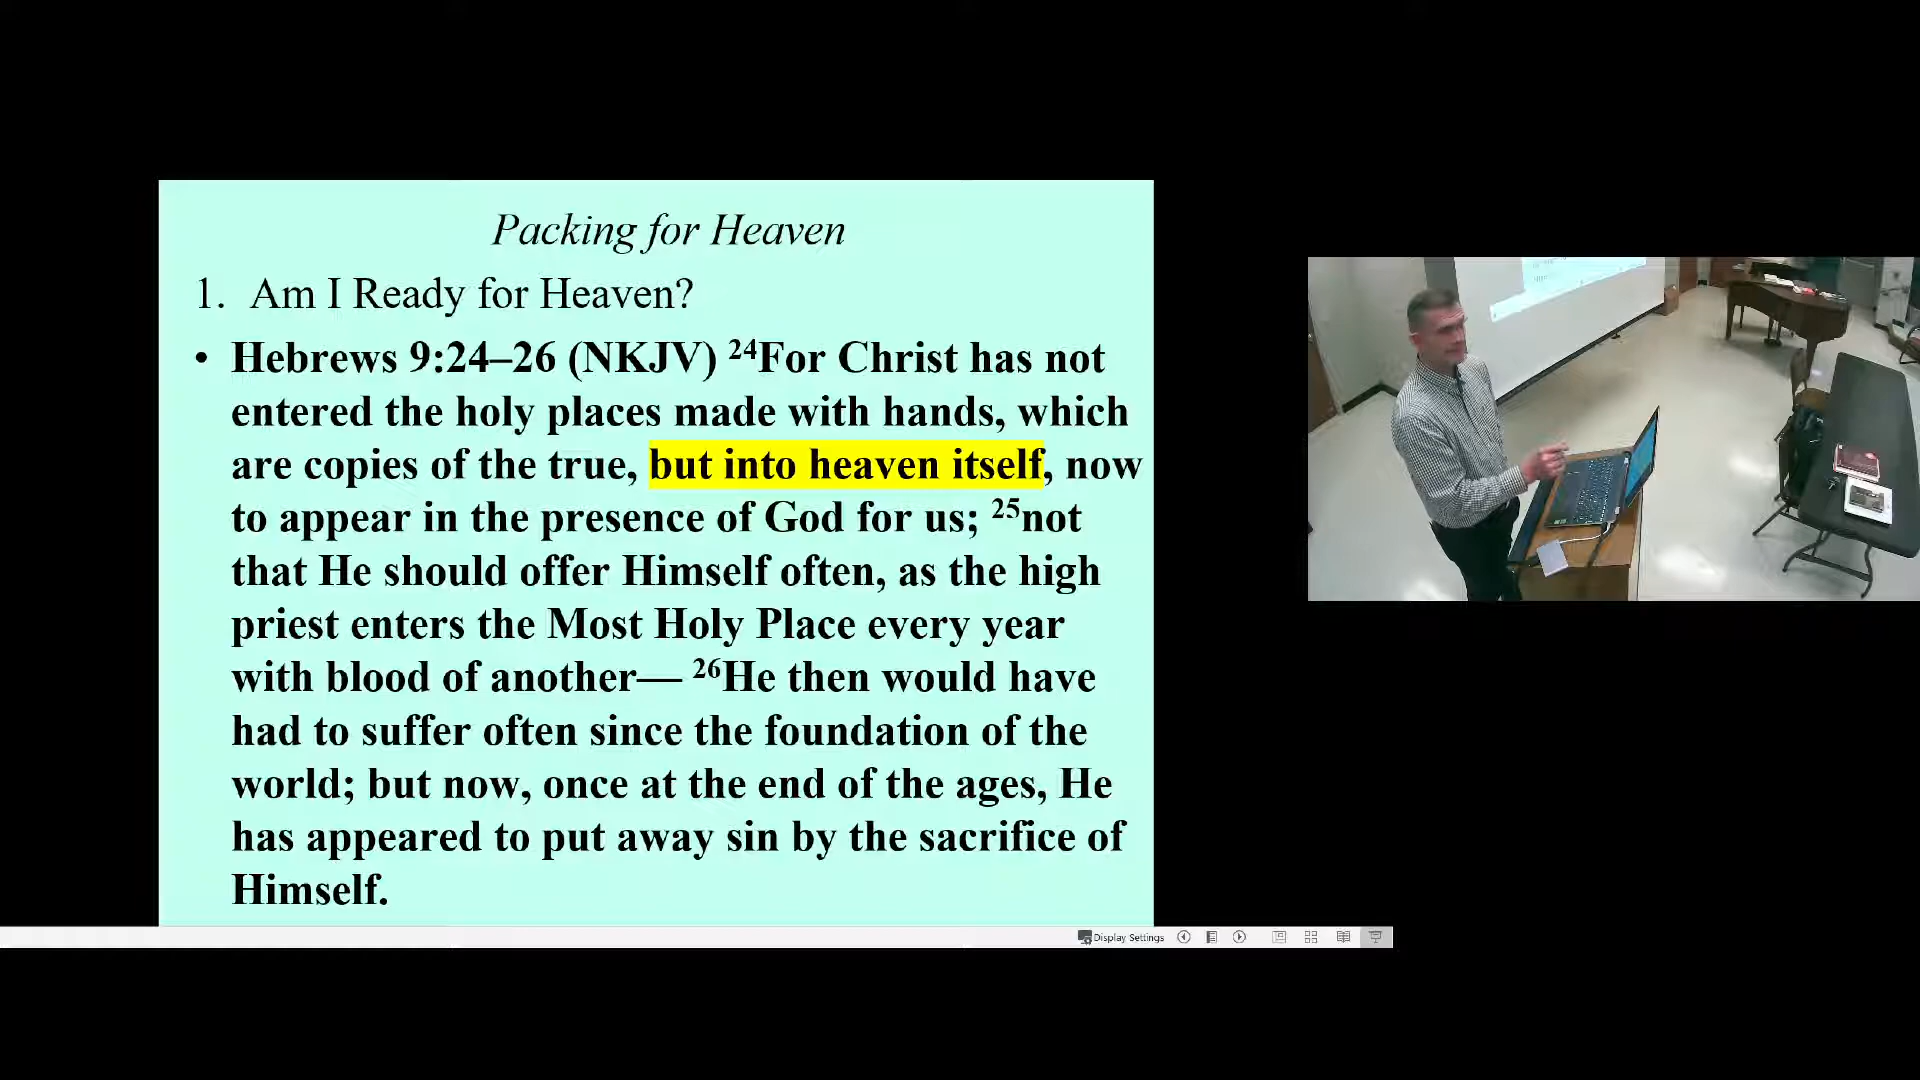 Packing for Heaven
1. Am I Ready for Heaven?
• Hebrews 9:24–26 (NKJV) 24For Christ has not
entered the holy places made with hands, which
are copies of the true, but into heaven itself, now
to appear in the presence of God for us; 25not
that He should offer Himself often, as the high
priest enters the Most Holy Place every year
with blood of another— 26He then would have
had to suffer often since the foundation of the
world; but now, once at the end of the ages, He
has appeared to put away sin by the sacrifice of
Himself.
Display Settings